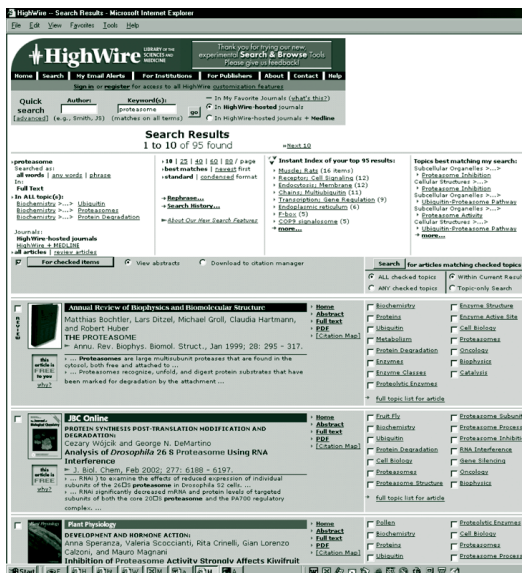 HighWire -- Search Results - Microsoft Internet Explorer
File Edit View Favorites Tools Help
HighWire LIBRARY OF THE SCIENCES AND MEDICINE
Thank you for trying our new,
experimental Search & Browse Tools
Please give us feedback!
Home Search My Email Alerts For Institutions For Publishers About Contact Help
Sign in or register for access to all HighWire customization features
Quick search
[advanced]
Author:
(e.g., Smith, JS)
Keyword(s):
proteasome
(matches on all terms)
go
In My Favorite Journals (what's this?)
In HighWire-hosted journals
In HighWire-hosted journals + Medline
Search Results
1 to 10 of 95 found
»Next 10
proteasome
Searched as:
all words | any words | phrase
In:
Full Text
In ALL topic(s):
Biochemistry >...> Ubiquitin
Biochemistry >...> Proteasomes
Biochemistry >...> Protein Degradation
Journals:
HighWire-hosted journals
HighWire + MEDLINE
all articles | review articles
10 | 25 | 40 | 60 | 80 / page
best matches | newest first
standard | condensed format
Rephrase...
Search History...
About Our New Search Features
Instant Index of your top 95 results:
Muscle; Rats (16 items)
Receptors; Cell Signaling (12)
Endocytosis; Membrane (12)
Chains; Multiubiquitin (11)
Transcription; Gene Regulation (9)
Endoplasmic reticulum (6)
F-box (5)
COP9 signalosome (5)
more...
Topics best matching my search:
Subcellular Organelles >...>
Proteasome Inhibition
Cellular Structures >...>
Proteasomes
Subcellular Organelles >...>
Ubiquitin-Proteasome Pathway
Subcellular Organelles >...>
Proteasome Activity
Cellular Structures >...>
Ubiquitin-Proteasome Pathway
more...
For checked items
View abstracts
Download to citation manager
Search for articles matching checked topics
ALL checked topics
ANY checked topics
Within Current Resul
Topic-only Search
REVIEW
this article is FREE to you
why?
Annual Review of Biophysics and Biomolecular Structure
Matthias Bochtler, Lars Ditzel, Michael Groll, Claudia Hartmann,
and Robert Huber
THE PROTEASOME
Annu. Rev. Biophys. Biomol. Struct., Jan 1999; 28: 295 - 317.
... Proteasomes are large multisubunit proteases that are found in the
cytosol, both free and attached to ...
... Proteasomes recognize, unfold, and digest protein substrates that have
been marked for degradation by the attachment ...
Home
Abstract
Full text
PDF
[Citation Map]
Biochemistry
Proteins
Ubiquitin
Metabolism
Protein Degradation
Enzymes
Enzyme Classes
Proteolytic Enzymes
Enzyme Structure
Enzyme Active Site
Cell Biology
Proteasomes
Oncology
Biophysics
Catalysis
full topic list for article
this article is FREE to you
why?
JBC Online
PROTEIN SYNTHESIS POST-TRANSLATION MODIFICATION AND
DEGRADATION:
Cezary Wójcik and George N. DeMartino
Analysis of Drosophila 26 S Proteasome Using RNA
Interference
J. Biol. Chem, Feb 2002; 277: 6188 - 6197.
... RNAi) to examine the effects of reduced expression of individual
subunits of the 26 S proteasome in Drosophila S2 cells. ...
... RNAi significantly decreased mRNA and protein levels of targeted
subunits of both the core 20 S proteasome and the PA700 regulatory
complex. ...
Home
Abstract
Full text
PDF
[Citation Map]
Fruit Fly
Biochemistry
Ubiquitin
Protein Degradation
Cell Biology
Proteasomes
Proteasome Structure
Proteasome Subunit
Proteasome Process
Proteasome Inhibiti
RNA Interference
Gene Silencing
Oncology
Biophysics
full topic list for article
Plant Physiology
DEVELOPMENT AND HORMONE ACTION:
Anna Speranza, Valeria Scoccianti, Rita Crinelli, Gian Lorenzo
Calzoni, and Mauro Magnani
Inhibition of Proteasome Activity Strongly Affects Kiwifruit
Home
Abstract
Full text
PDF
[Citation Map]
Pollen
Biochemistry
Proteins
Ubiquitin
Proteolytic Enzymes
Cell Biology
Proteasomes
Proteasome Process
Start